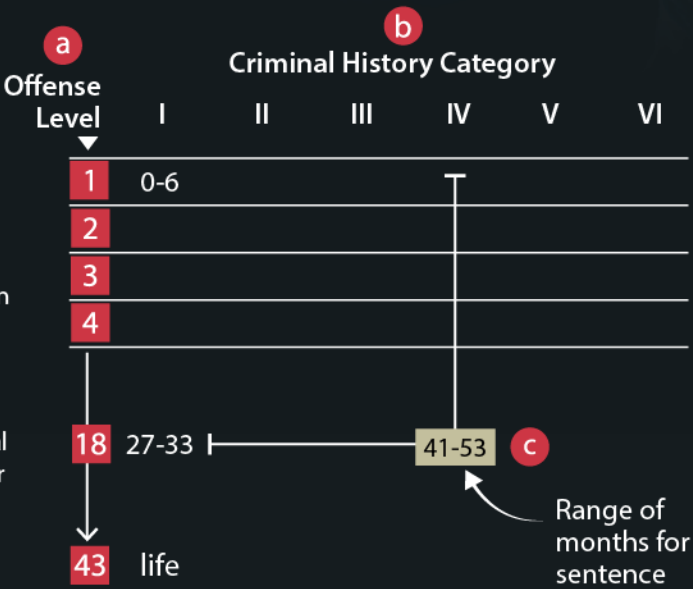 a
b
Criminal History Category
Offense
Level
I II III IV V VI
1 0-6
2
3
n
4
l
18 27-33 41-53 c
r
Range of
months for
sentence
43 life